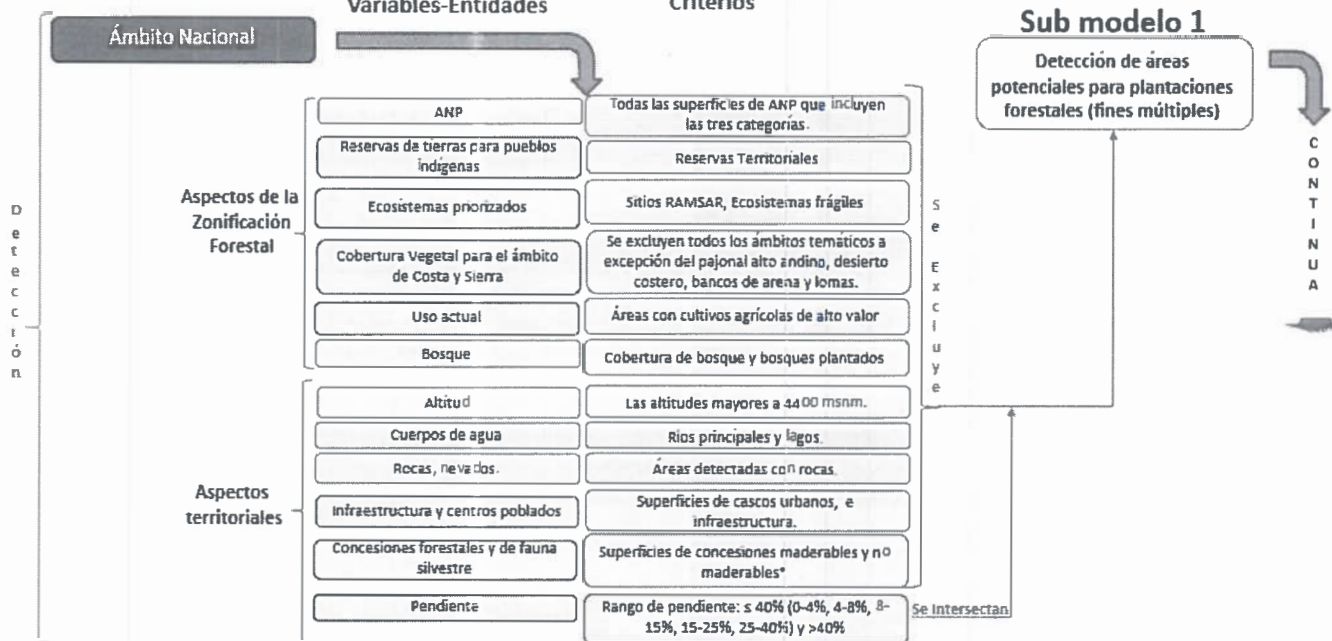 Variables-Entidades
Criterios
Sub modelo 1
Ámbito Nacional
Detección de áreas
potenciales para plantaciones
forestales (fines múltiples)
CONTINUA
Detección
Aspectos de la
Zonificación
Forestal
ANP
Todas las superficies de ANP que incluyen
las tres categorías.
Reservas de tierras para pueblos
indígenas
Reservas Territoriales
Ecosistemas priorizados
Sitios RAMSAR, Ecosistemas frágiles
Cobertura Vegetal para el ámbito
de Costa y Sierra
Se excluyen todos los ámbitos temáticos a
excepción del pajonal alto andino, desierto
costero, bancos de arena y lomas.
Uso actual
Áreas con cultivos agrícolas de alto valor
Bosque
Cobertura de bosque y bosques plantados
Se Excluye
Aspectos
territoriales
Altitud
Las altitudes mayores a 4400 msnm.
Cuerpos de agua
Ríos principales y lagos.
Rocas, nevados.
Áreas detectadas con rocas.
Infraestructura y centros poblados
Superficies de cascos urbanos, e
infraestructura.
Concesiones forestales y de fauna
silvestre
Superficies de concesiones maderables y no
maderables*
Pendiente
Rango de pendiente: ≤ 40% (0-4%, 4-8%, 8-
15%, 15-25%, 25-40%) y >40%
Se Intersectan